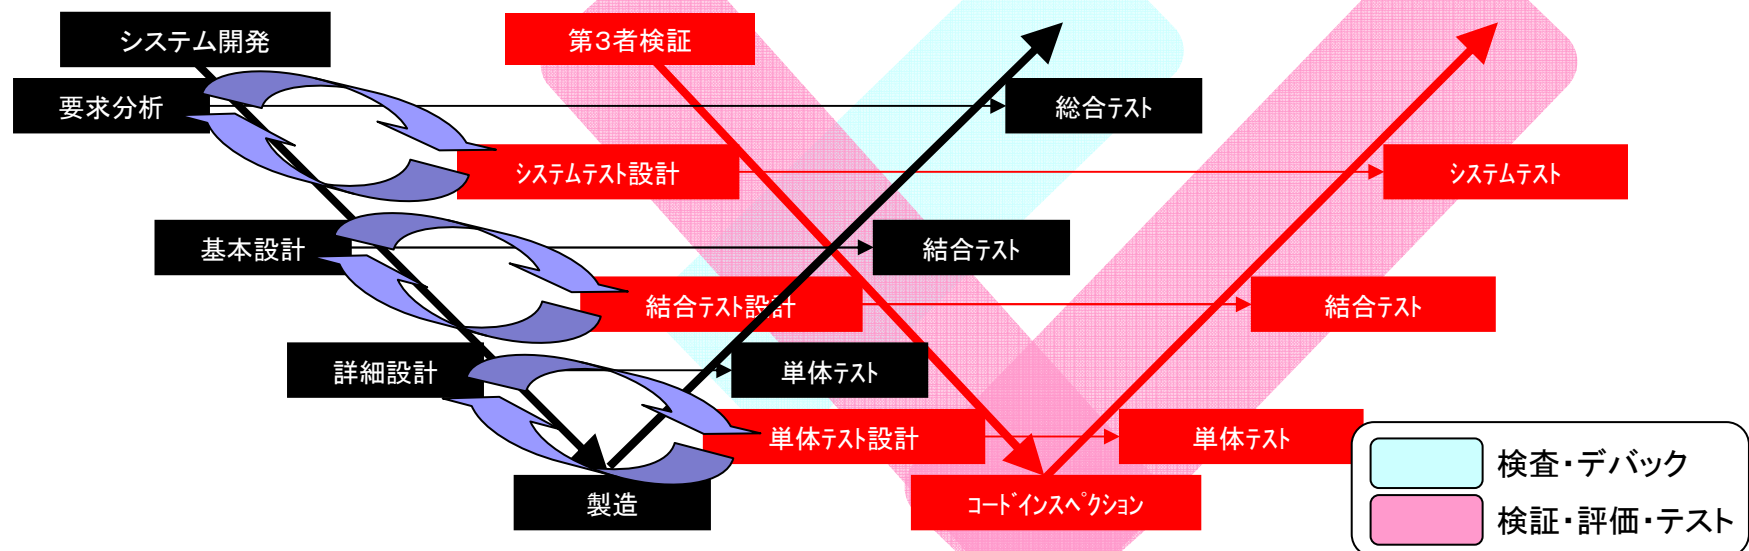 システム開発
第3者検証
要求分析
総合テスト
システムテスト設計
システムテスト
基本設計
結合テスト
結合テスト設計
結合テスト
詳細設計
単体テスト
単体テスト設計
単体テスト
製造
コードインスペクション
検査・デバック
検証・評価・テスト